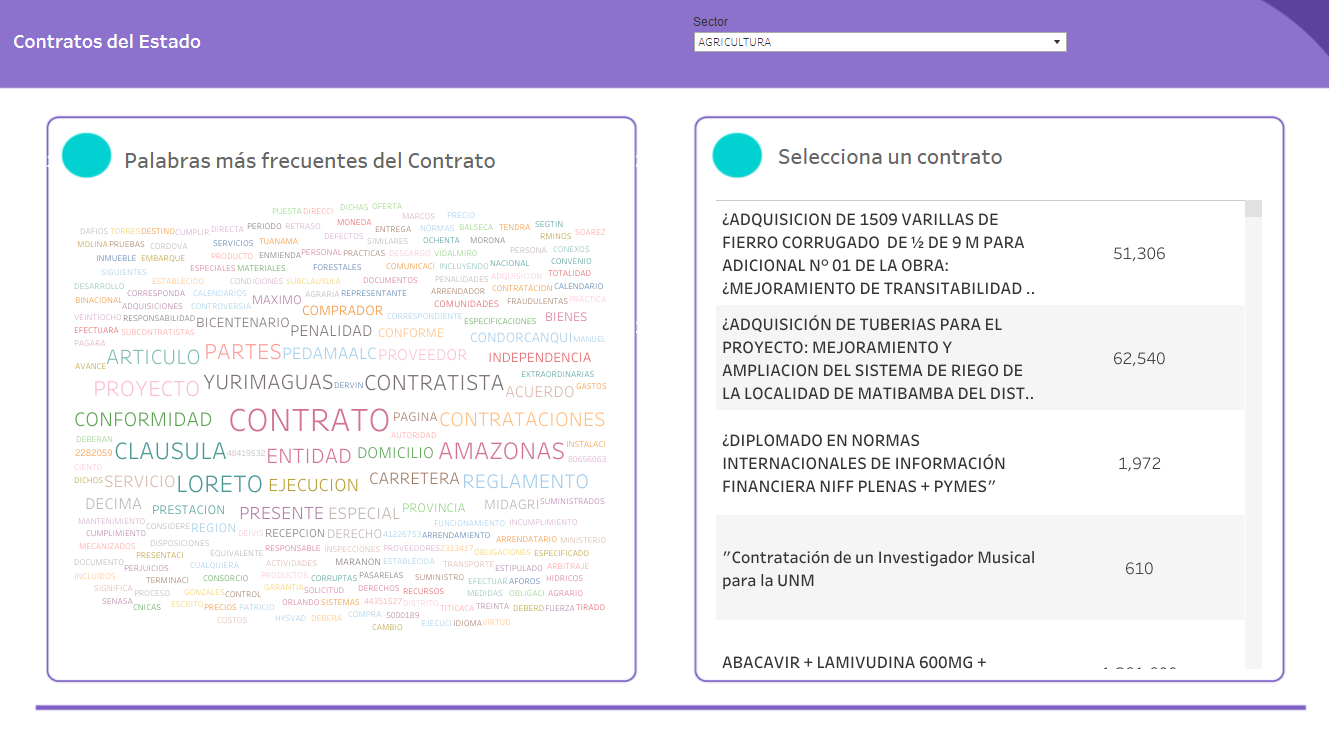 Contratos del Estado
Sector
AGRICULTURA
Palabras más frecuentes del Contrato
PUESTA DIRECCI DICHAS OFERTA
MARCOS PRECIO
MONEDA
DAFIOS TORRES DESTINO CUMPLIR DIRECTA PERIODO RETRASO ENTREGA NORMAS BALSECA TENDRA SEGTIN
DEFECTOS SIMILARES OCHENTA MORONA RMINOS SOAREZ
MOLINA PRUEBAS CORDOVA SERVICIOS TUANAMA
INMUEBLE EMBARQUE PRODUCTO ENMIENDA PERSONAL PRACTICAS DESCARGO VIDALMIRO PERSONA CONEXOS
SIGUIENTES ESPECIALES MATERIALES FORESTALES COMUNICACI INCLUYENDO NACIONAL CONVENIO
DESARROLLO ESTABLECIDO CONDICIONES SUBCLAUSULA DOCUMENTOS PENALIDADES ADQUISICION TOTALIDAD
BINACIONAL CORRESPONDA CALENDARIOS AGRARIA REPRESENTANTE ARRENDADOR CONTRATACION CALENDARIO
ADQUISICIONES CONTROVERSIA MAXIMO COMUNIDADES FRAUDULENTAS PRACTICA
VEINTIOCHO RESPONSABILIDAD COMPRADOR CORRESPONDIENTE ESPECIFICACIONES BIENES
EFECTUARA SUBCONTRATISTAS BICENTENARIO PENALIDAD CONFORME CONDORCANQUI MANUEL
PAGARA
ARTICULO PARTES PEDAMAALC PROVEEDOR INDEPENDENCIA
AVANCE EXTRAORDINARIAS
PROYECTO YURIMAGUAS DERVIN CONTRATISTA ACUERDO GASTOS
CONFORMIDAD CONTRATO PAGINA CONTRATACIONES
DEBERAN AUTORIDAD
2282059 CLAUSULA 48419532 ENTIDAD DOMICILIO AMAZONAS INSTALACI
80656063
CIENTO
DICHOS SERVICIO LORETO EJECUCION CARRETERA REGLAMENTO
DECIMA PRESTACION PRESENTE ESPECIAL PROVINCIA MIDAGRI SUMINISTRADOS
MANTENIMIENTO CONSIDERE REGION FUNCIONAMIENTO INCUMPLIMIENTO
CUMPLIMIENTO DEIVIS RECEPCION DERECHO 41226753 ARRENDAMIENTO ARRENDATARIO MINISTERIO
MECANIZADOS DISPOSICIONES RESPONSABLE INSPECCIONES PROVEEDORES 2313417 OBLIGACIONES ESPECIFICADO
PRESENTACI EQUIVALENTE
DOCUMENTO PERJUICIOS CUALQUIERA ACTIVIDADES MARANON ESTABLECIDA TRANSPORTE ESTIPULADO ARBITRAJE
INCLUIDOS TERMINACI CONSORCIO PRODUCTOS CORRUPTAS PASARELAS SUMINISTRO EFECTUAR AFOROS HIDRICOS
SIGNIFICA PROCESO GONZALES CONTROL GARANTIA SOLICITUD DERECHOS RECURSOS MEDIDAS OBLIGACI AGRARIO
SENASA CNICAS ESCRITO PRECIOS PATRICIO ORLANDO SISTEMAS 44351527 DISTRITO TITICACA TREINTA DEBERD FUERZA TIRADO
COSTOS HYSVAD DEBERA COMPRA 5000189
CAMBIO EJECUCI IDIOMA VIRTUD
Selecciona un contrato
¿ADQUISICION DE 1509 VARILLAS DE
FIERRO CORRUGADO DE ½ DE 9 M PARA
ADICIONAL Nº 01 DE LA OBRA:
¿MEJORAMIENTO DE TRANSITABILIDAD ..
51,306
¿ADQUISICIÓN DE TUBERIAS PARA EL
PROYECTO: MEJORAMIENTO Y
AMPLIACION DEL SISTEMA DE RIEGO DE
LA LOCALIDAD DE MATIBAMBA DEL DIST..
62,540
¿DIPLOMADO EN NORMAS
INTERNACIONALES DE INFORMACIÓN
FINANCIERA NIFF PLENAS + PYMES”
1,972
”Contratación de un Investigador Musical
para la UNM
610
ABACAVIR + LAMIVUDINA 600MG +